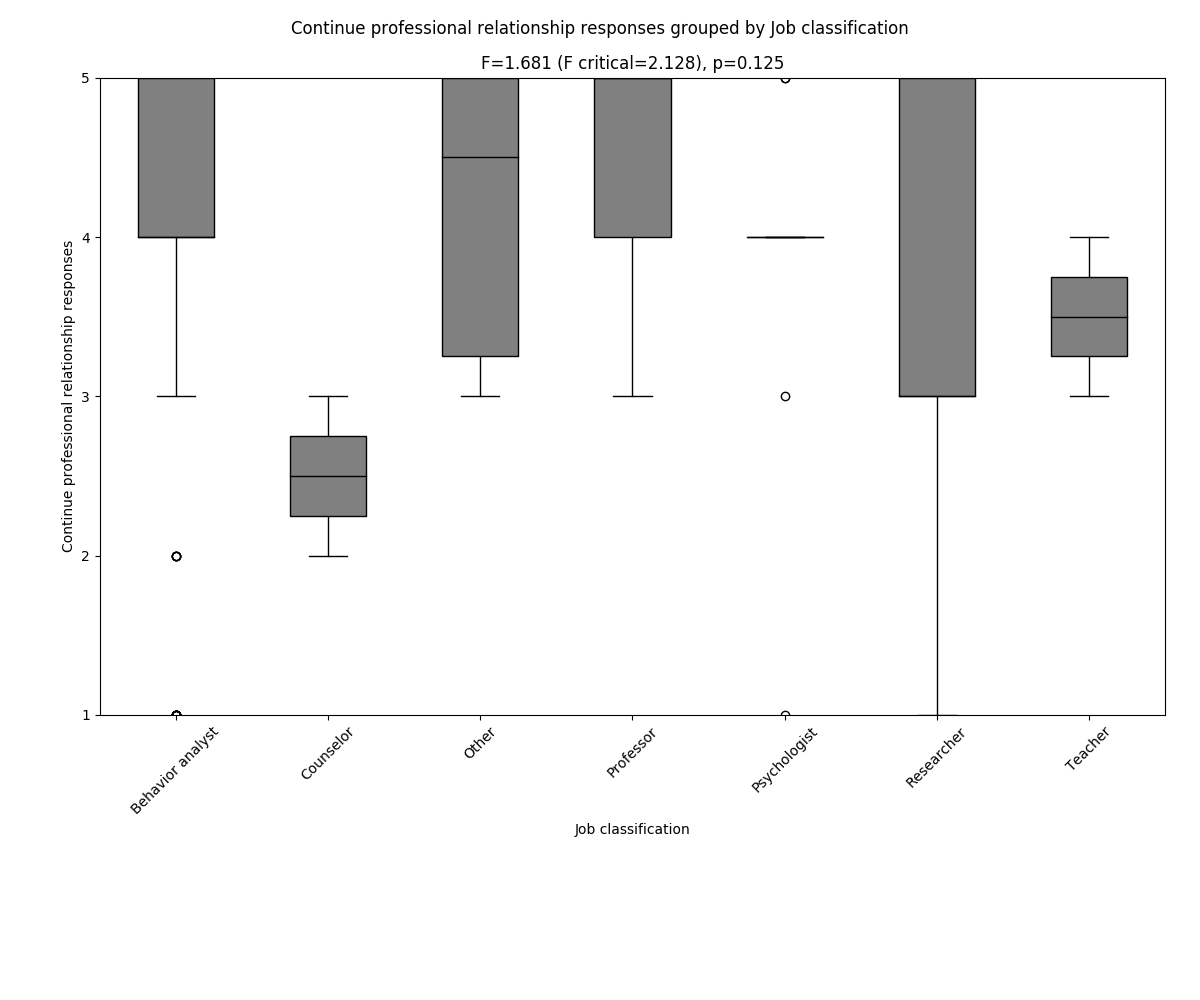 Continue professional relationship responses grouped by Job classification
F=1.681 (F critical=2.128), p=0.125
Continue professional relationship responses
5
4
3
2
1
Behavior analyst
Counselor
Other
Professor
Psychologist
Researcher
Teacher
Job classification